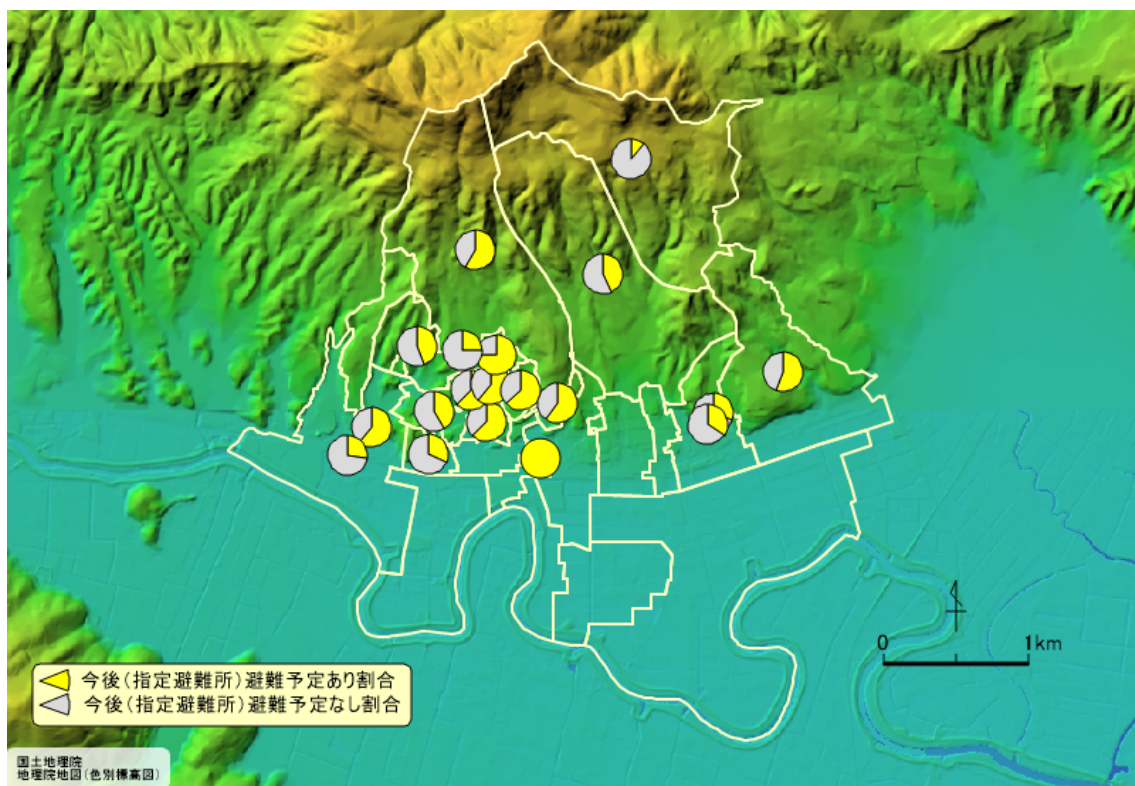 0 1km
今後(指定避難所)避難予定あり割合
今後(指定避難所)避難予定なし割合
国土地理院
地理院地図(色別標高図)